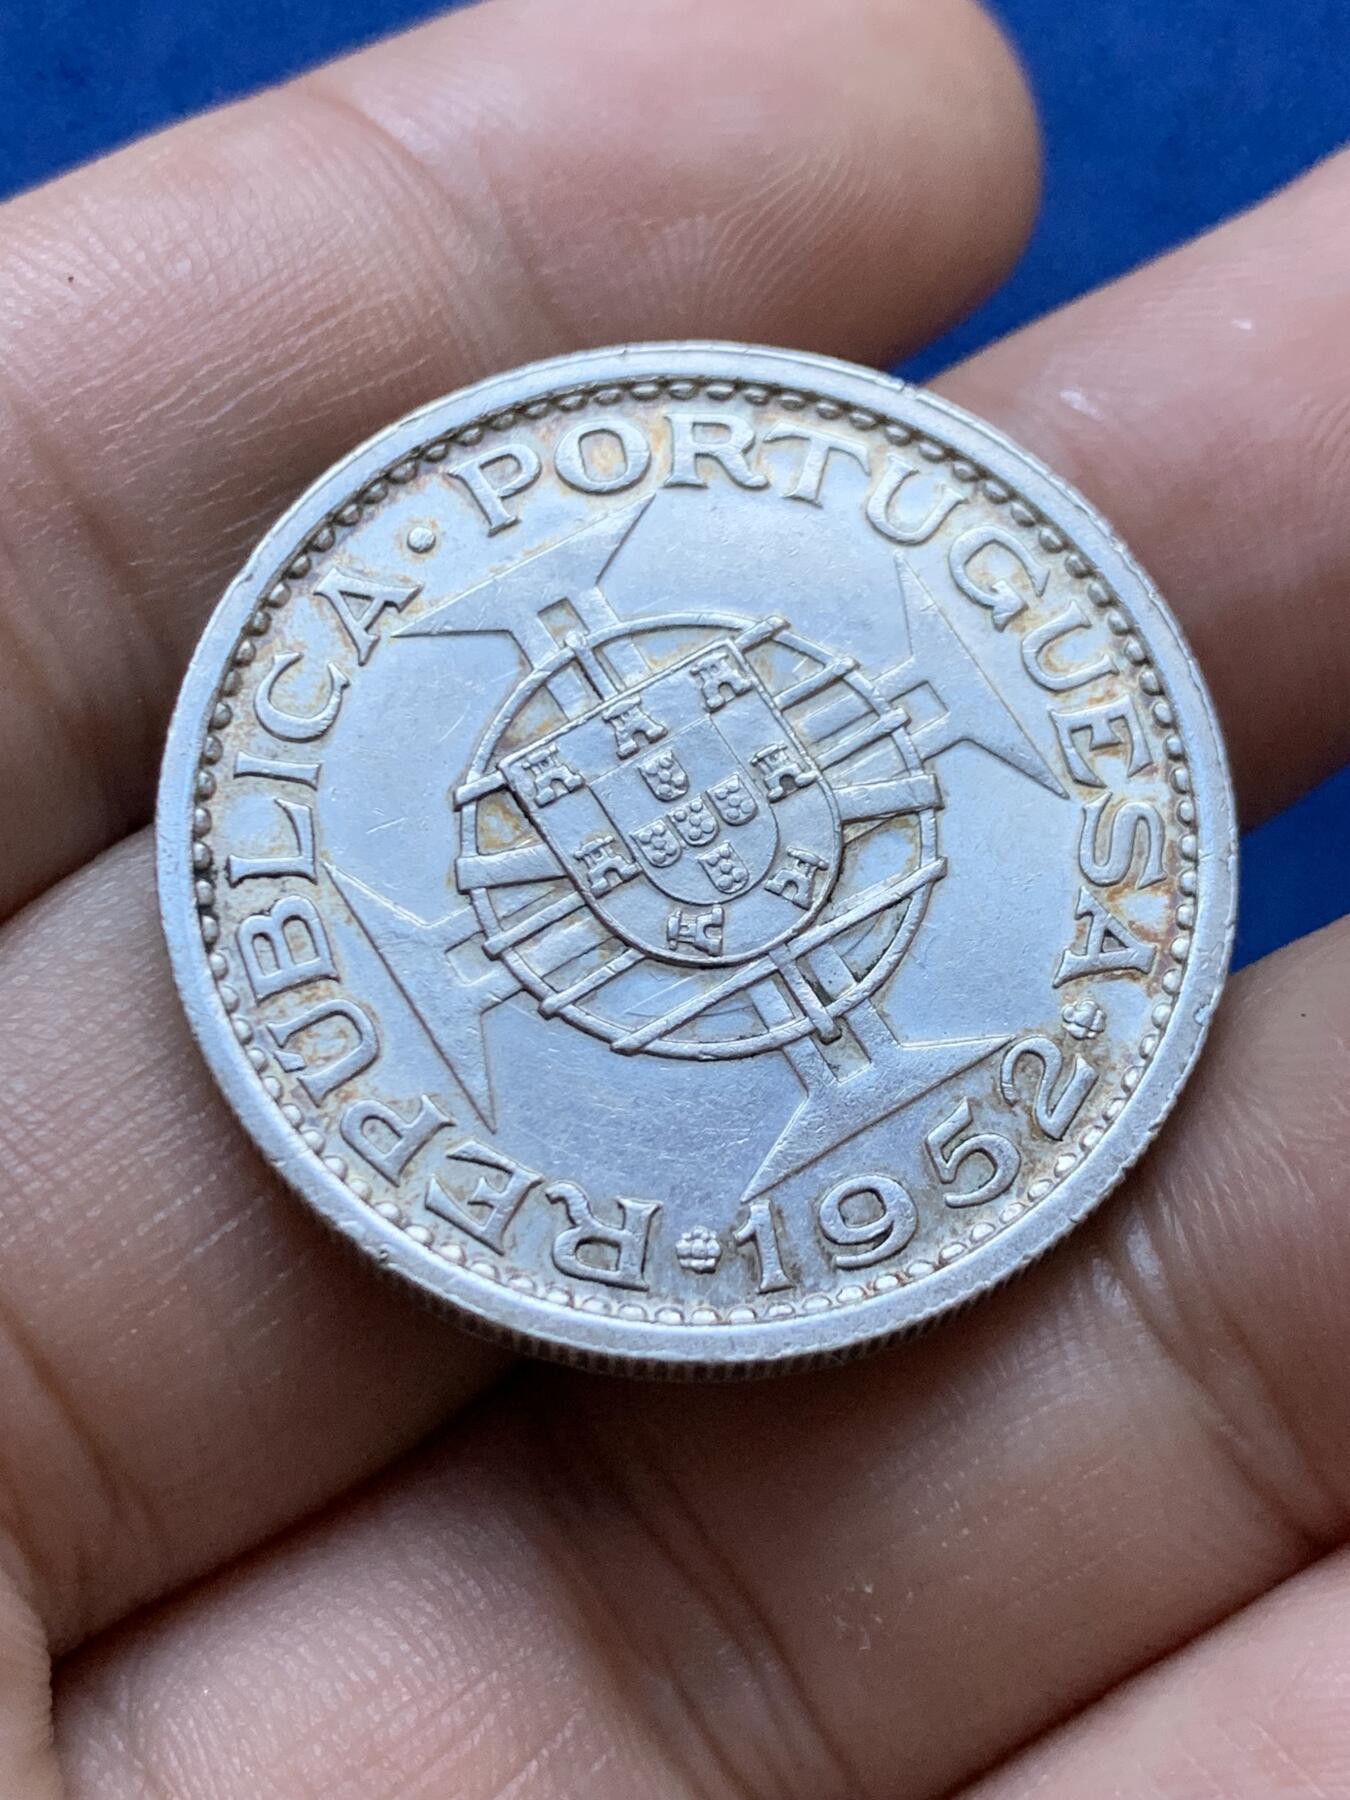 REPÚBLICA · PORTUGUESA
1952